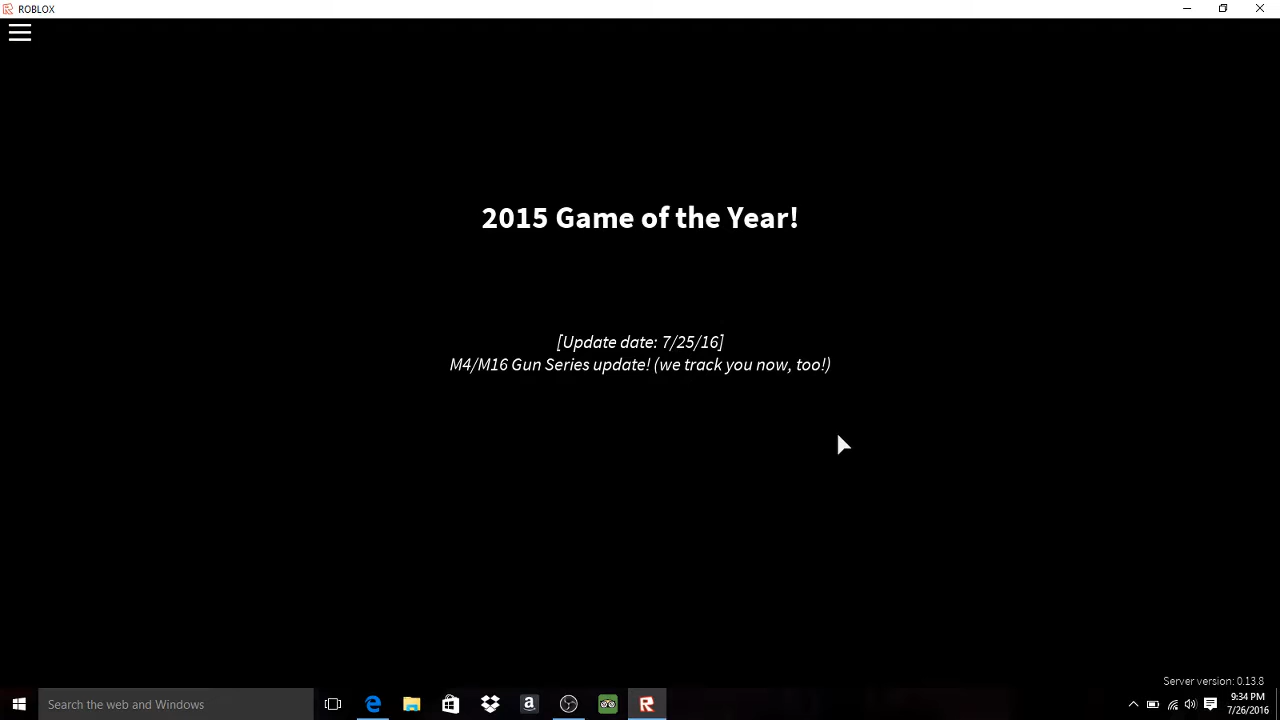 ROBLOX
2015 Game of the Year!
[Update date: 7/25/16]
M4/M16 Gun Series update! (we track you now, too!)
Server version: 0.13.8
Search the web and Windows
9:34 PM
7/26/2016